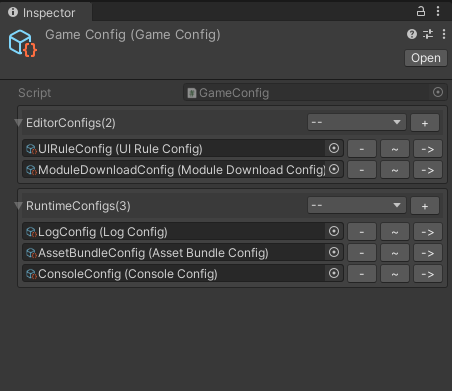 Inspector
Game Config (Game Config)
Open
Script GameConfig
EditorConfigs(2) -- +
UIRuleConfig (UI Rule Config) - ~ ->
ModuleDownloadConfig (Module Download Config) - ~ ->
RuntimeConfigs(3) -- +
LogConfig (Log Config) - ~ ->
AssetBundleConfig (Asset Bundle Config) - ~ ->
ConsoleConfig (Console Config) - ~ ->